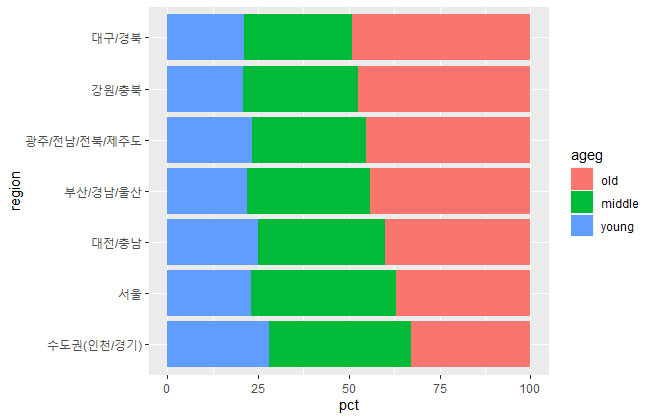 대구/경북
강원/충북
광주/전남/전북/제주도
부산/경남/울산
대전/충남
서울
수도권(인천/경기)
region
0
25
50
75
100
pct
ageg
old
middle
young